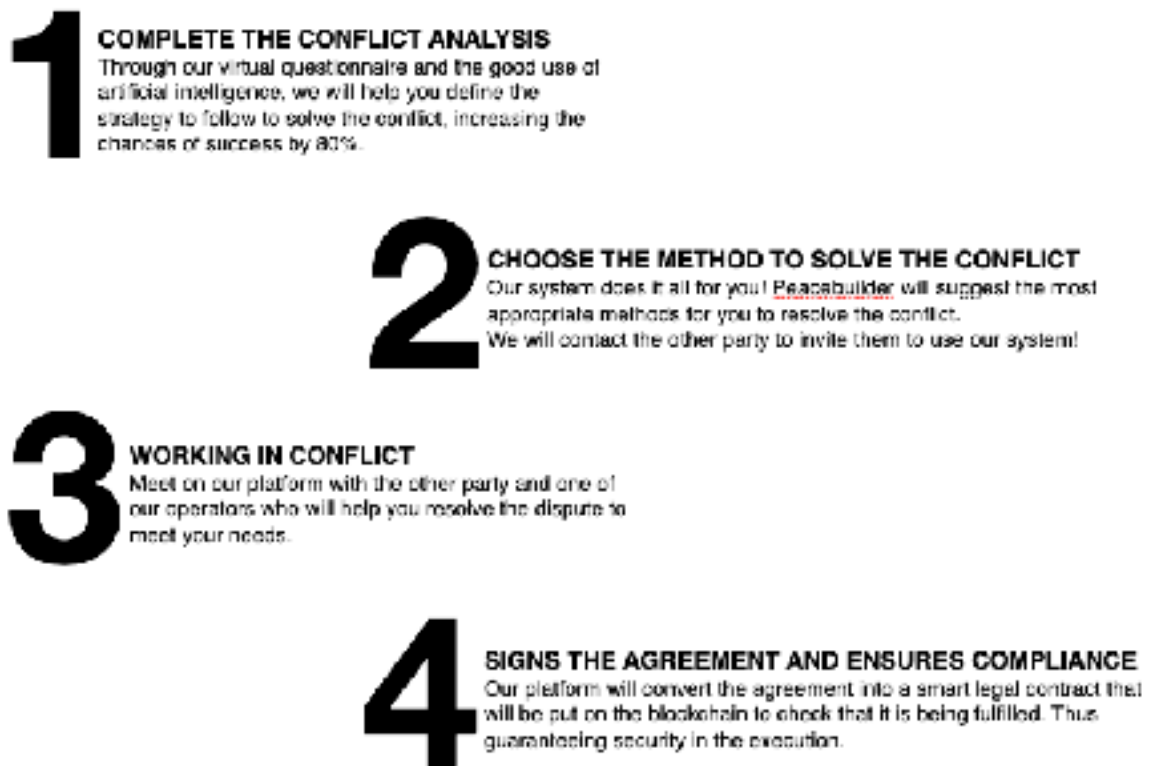 1
COMPLETE THE CONFLICT ANALYSIS
Through our virtual questionnaire and the good use of
artificial intelligence, we will help you define the
strategy to follow to solve the conflict, increasing the
chances of success by 80%.
2
CHOOSE THE METHOD TO SOLVE THE CONFLICT
Our system does it all for you! Peacebuilder will suggest the most
appropriate methods for you to resolve the conflict.
We will contact the other party to invite them to use our system!
3
WORKING IN CONFLICT
Meet on our platform with the other party and one of
our operators who will help you resolve the dispute to
meet your needs.
4
SIGNS THE AGREEMENT AND ENSURES COMPLIANCE
Our platform will convert the agreement into a smart legal contract that
will be put on the blockchain to check that it is being fulfilled. Thus
guaranteeing security in the execution.